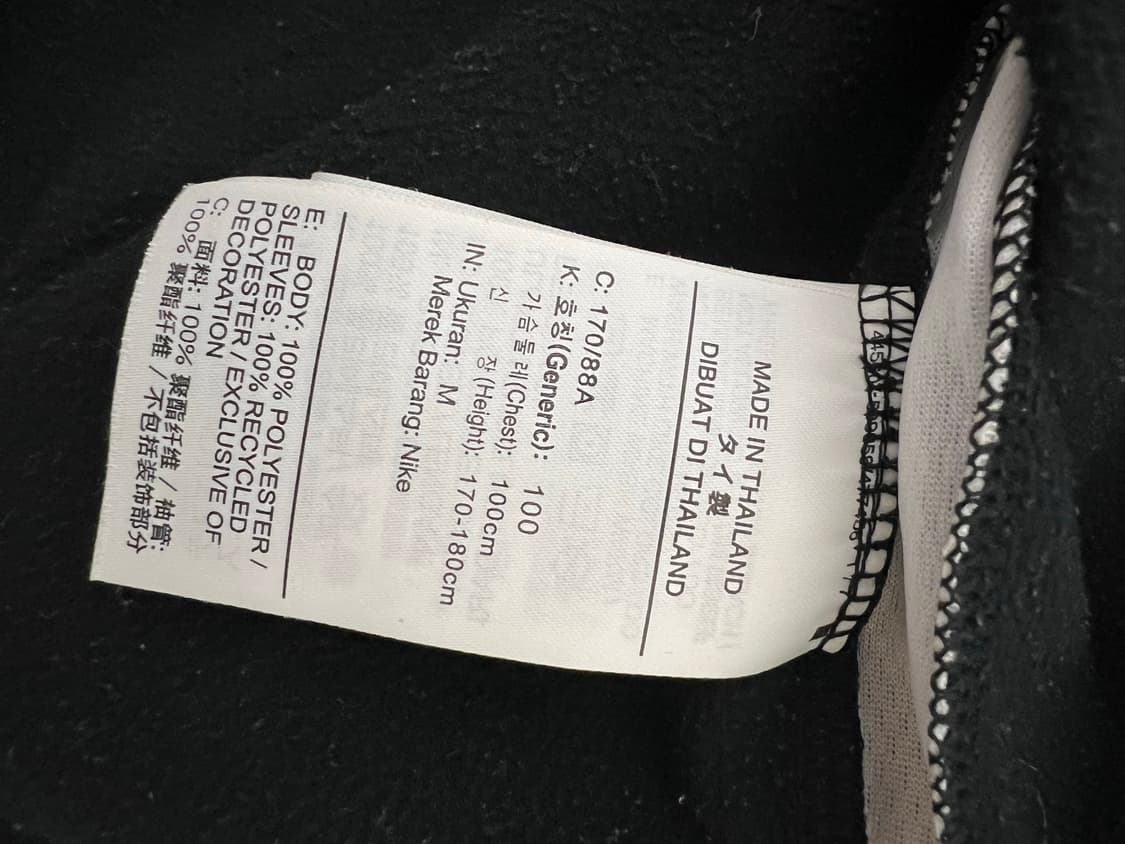 MADE IN THAILAND
タイ製
DIBUAT DI THAILAND
C: 170/88A
K: 호칭(Generic): 100
가슴둘레(Chest): 100cm
신 장(Height): 170-180cm
IN: Ukuran: M
Merek Barang: Nike
E: BODY: 100% POLYESTER /
SLEEVES: 100% RECYCLED
POLYESTER / EXCLUSIVE OF
DECORATION
C: 面料: 100% 聚酯纤维 / 袖管:
100% 聚酯纤维 / 不包括装饰部分